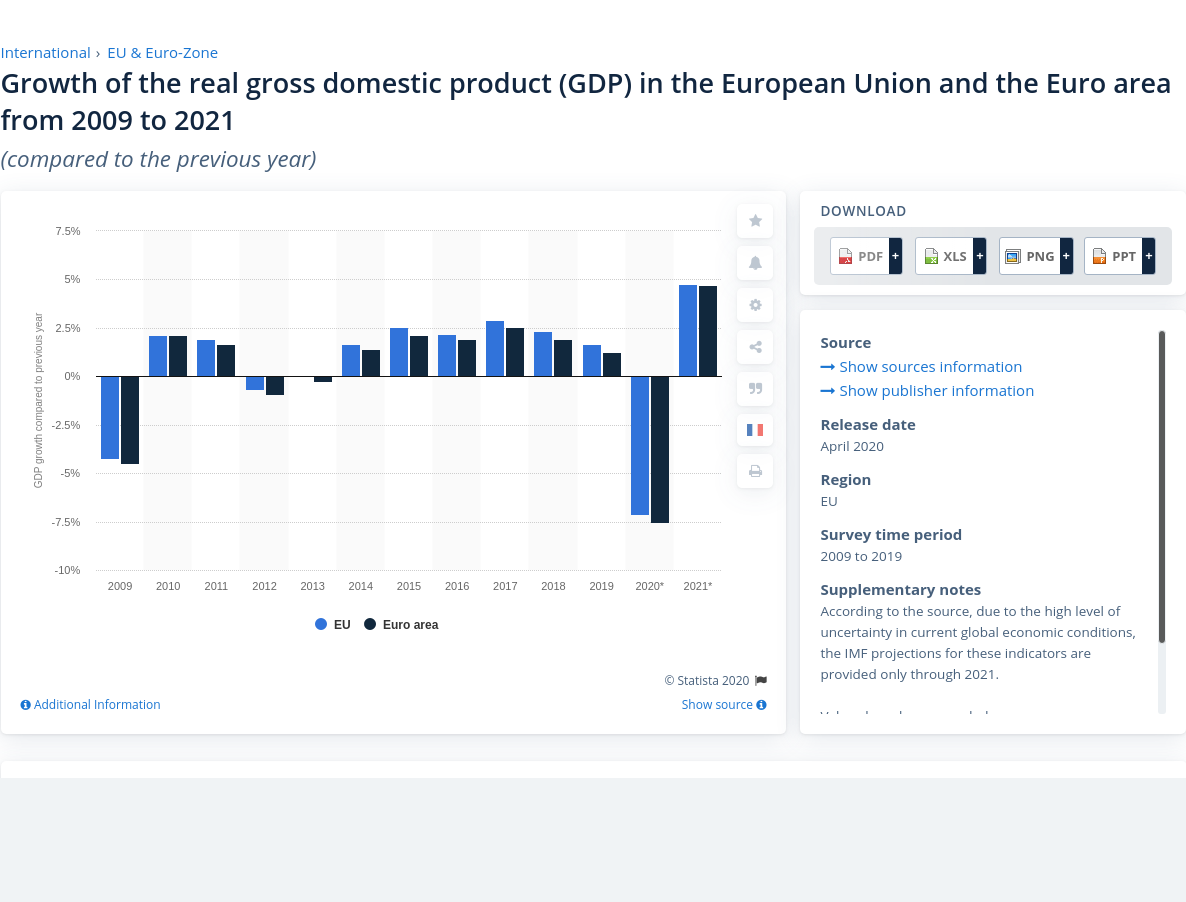 International › EU & Euro-Zone
Growth of the real gross domestic product (GDP) in the European Union and the Euro area
from 2009 to 2021
(compared to the previous year)
7.5%
5%
2.5%
0%
-2.5%
-5%
-7.5%
-10%
GDP growth compared to previous year
2009 2010 2011 2012 2013 2014 2015 2016 2017 2018 2019 2020* 2021*
EU Euro area
© Statista 2020
Additional Information
Show source
DOWNLOAD
PDF + XLS + PNG + PPT +
Source
Show sources information
Show publisher information
Release date
April 2020
Region
EU
Survey time period
2009 to 2019
Supplementary notes
According to the source, due to the high level of
uncertainty in current global economic conditions,
the IMF projections for these indicators are
provided only through 2021.